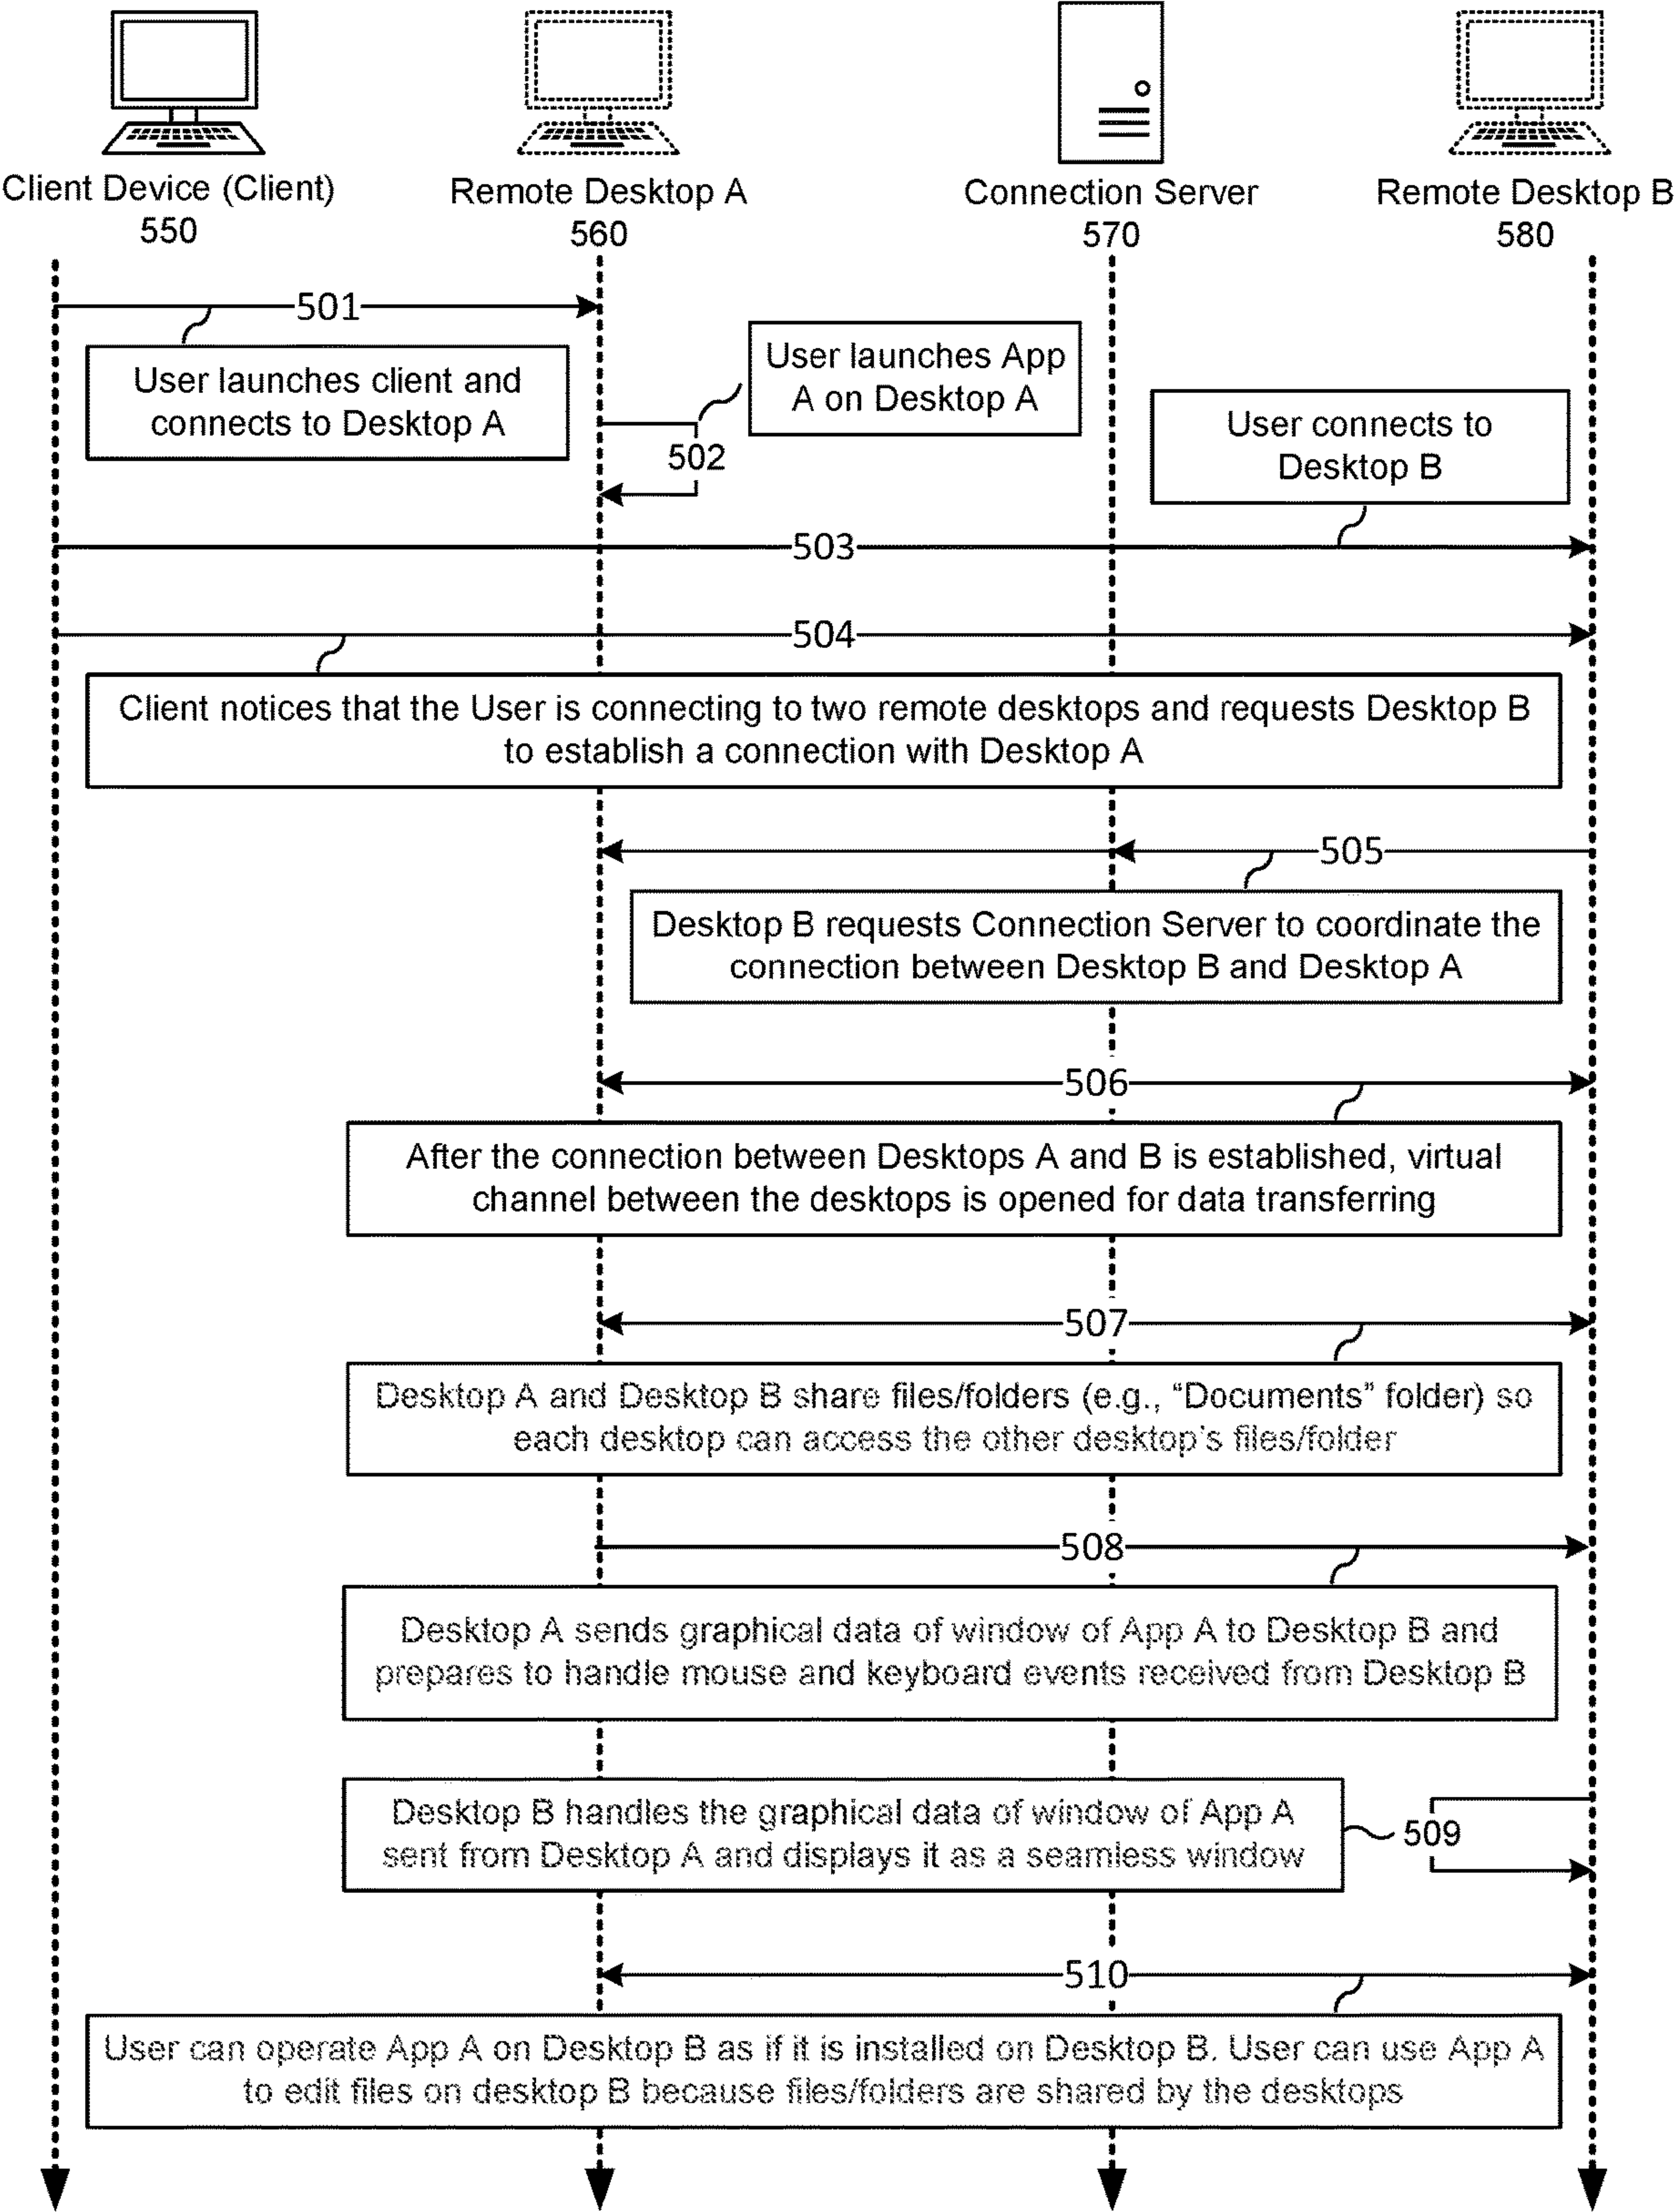 Client Device (Client)
550
Remote Desktop A
560
Connection Server
570
Remote Desktop B
580
501
User launches client and
connects to Desktop A
User launches App
A on Desktop A
502
User connects to
Desktop B
503
504
Client notices that the User is connecting to two remote desktops and requests Desktop B
to establish a connection with Desktop A
505
Desktop B requests Connection Server to coordinate the
connection between Desktop B and Desktop A
506
After the connection between Desktops A and B is established, virtual
channel between the desktops is opened for data transferring
507
Desktop A and Desktop B share files/folders (e.g., “Documents” folder) so
each desktop can access the other desktop’s files/folder
508
Desktop A sends graphical data of window of App A to Desktop B and
prepares to handle mouse and keyboard events received from Desktop B
Desktop B handles the graphical data of window of App A
sent from Desktop A and displays it as a seamless window
509
510
User can operate App A on Desktop B as if it is installed on Desktop B. User can use App A
to edit files on desktop B because files/folders are shared by the desktops